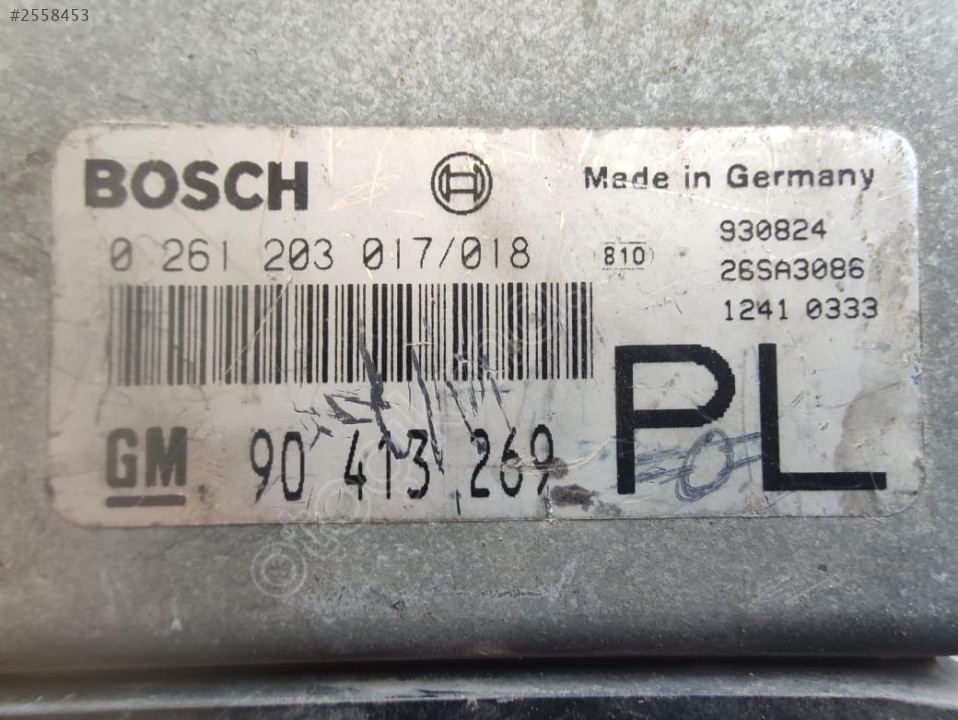 #2558453
BOSCH Made in Germany
0 261 203 017/018 810 930824
26SA3086
1241 0333
GM 90 413 269 PL